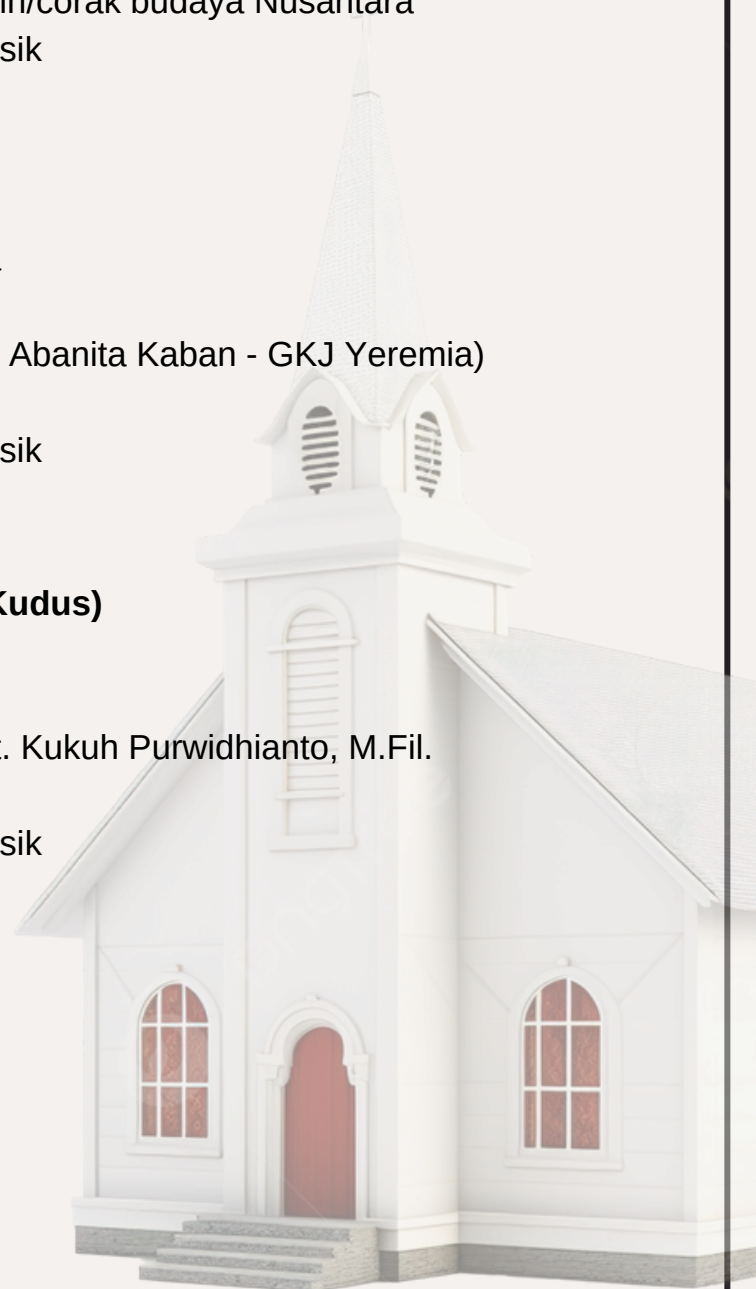 in/corak budaya Nusantara
sik
Abanita Kaban - GKJ Yeremia)
sik
Kudus)
. Kukuh Purwidhianto, M.Fil.
sik